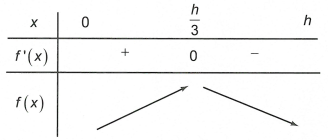 x 0 h/3 h
f'(x) + 0 −
f(x)